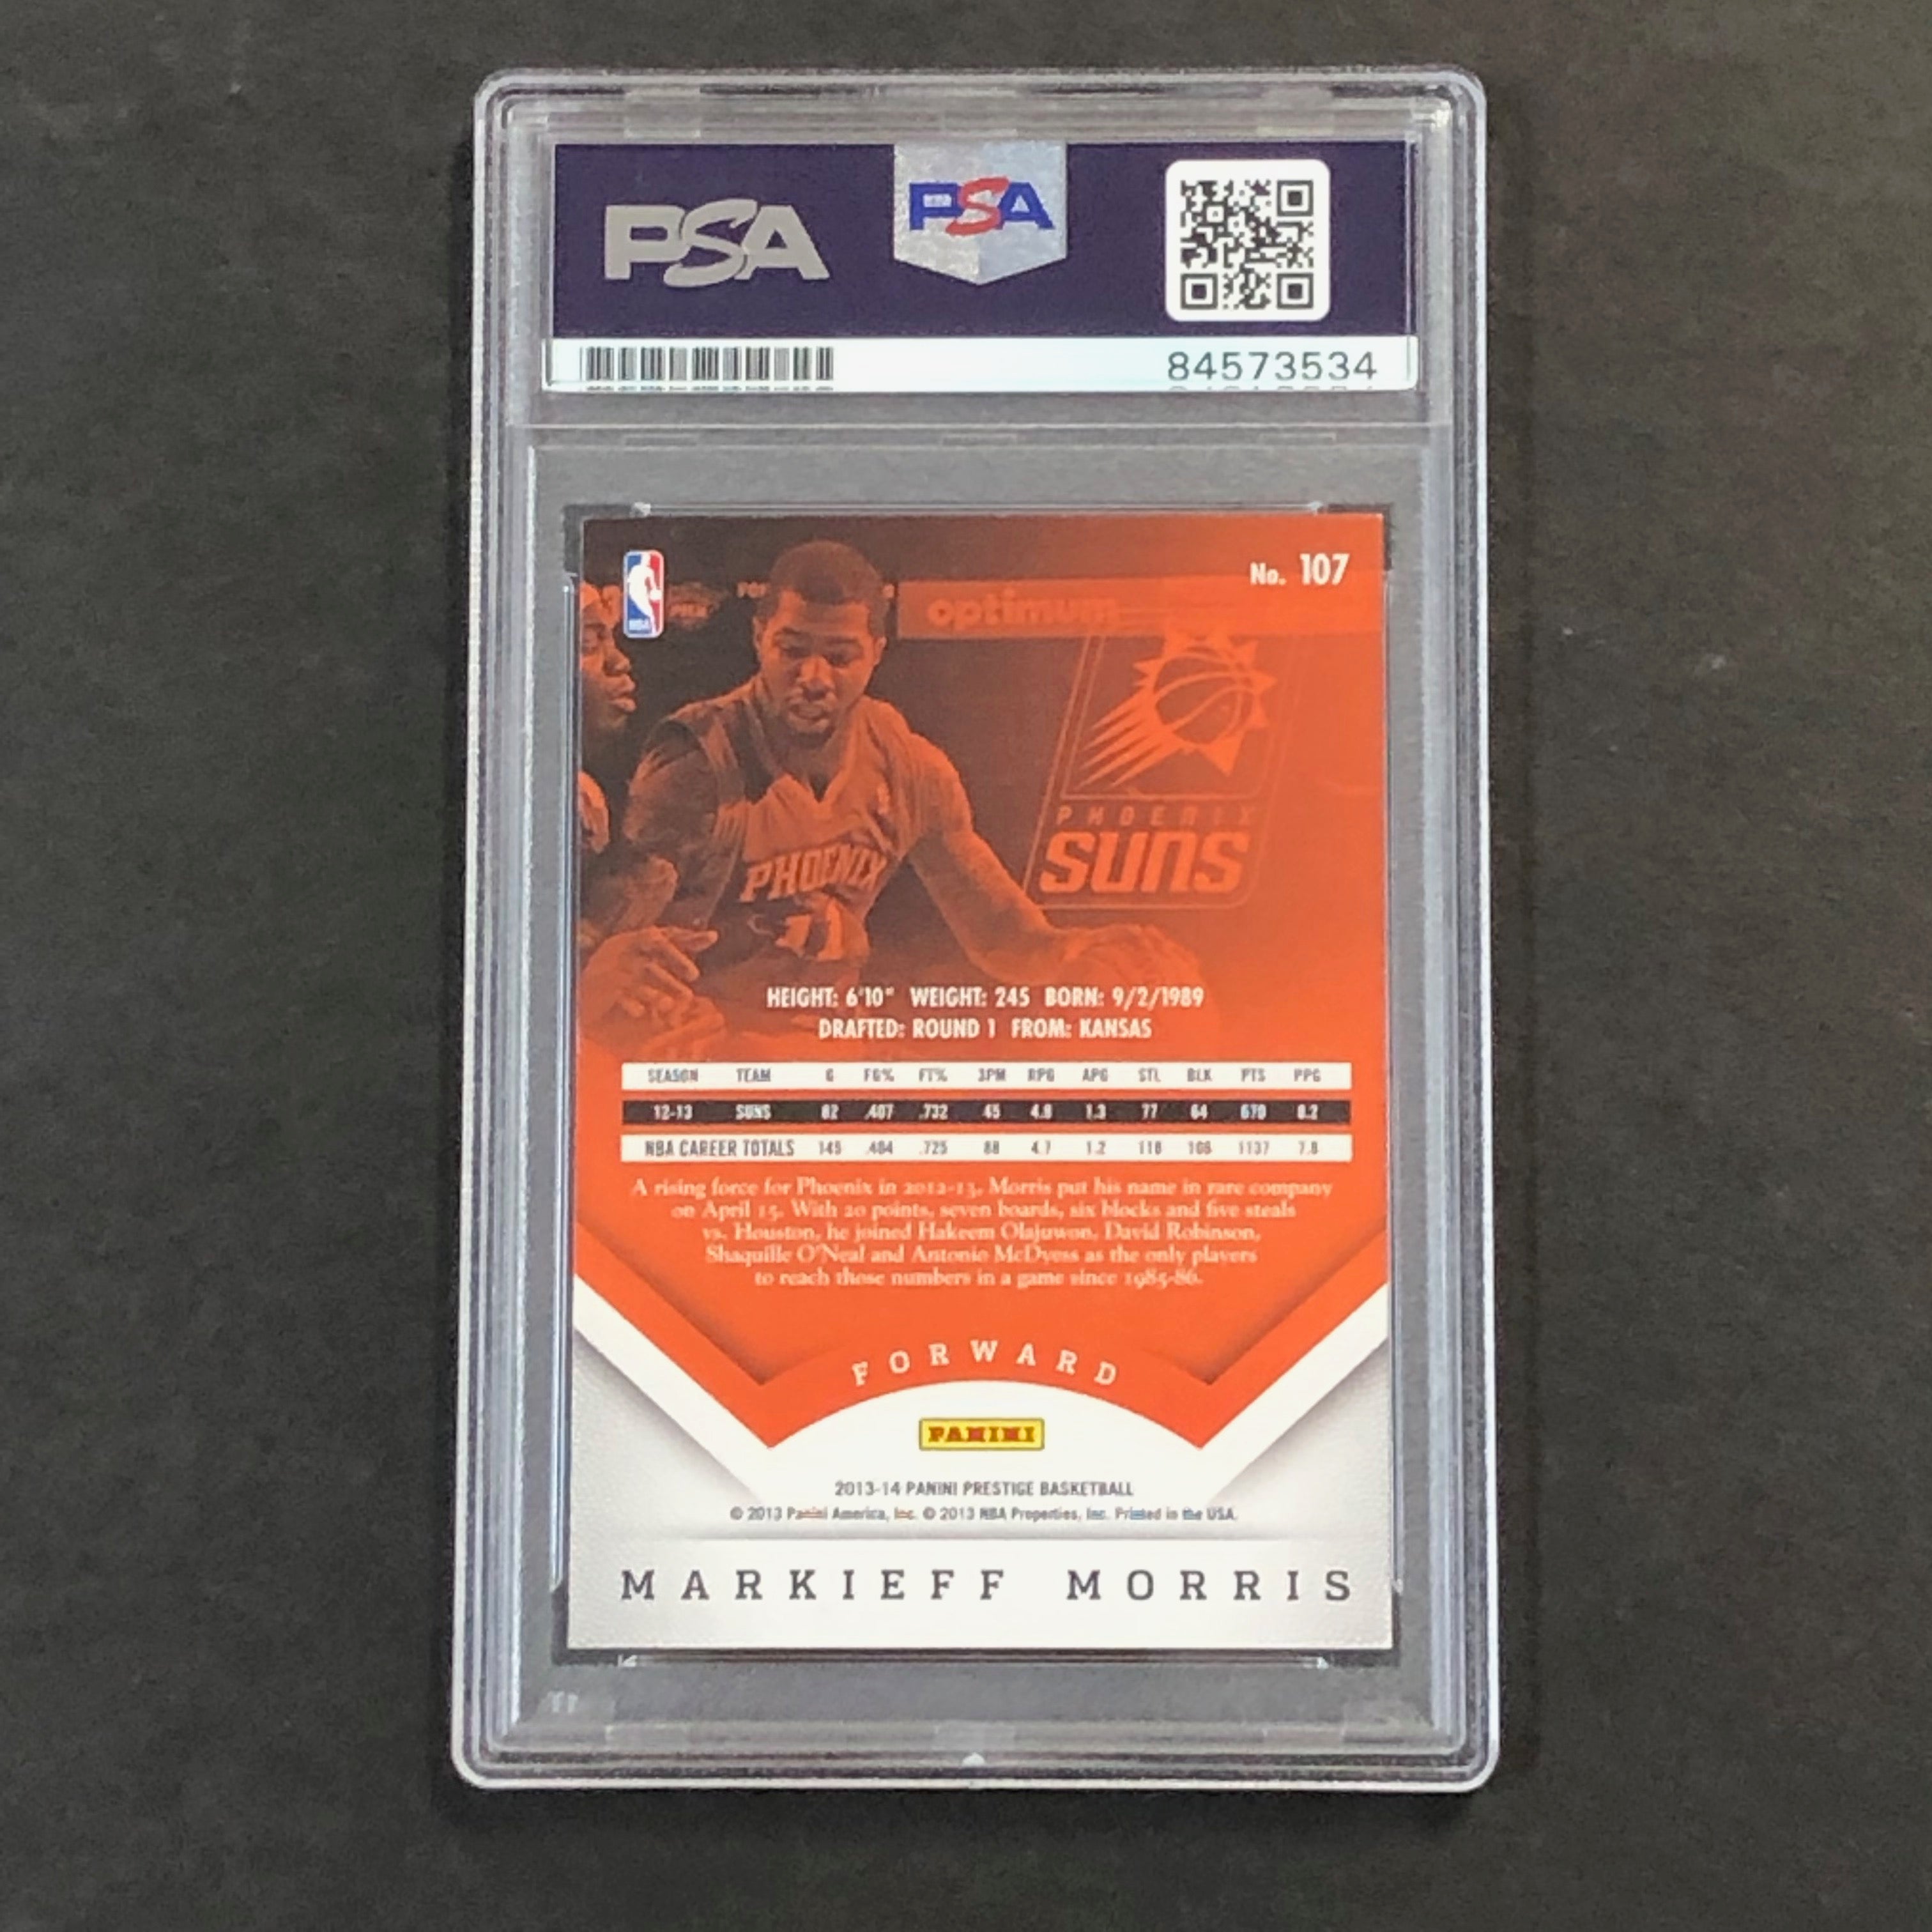 PSA
PSA
84573534
NBA
No. 107
optimum
PHOENIX
SUNS
PHOENIX
11
HEIGHT: 6'10" WEIGHT: 245 BORN: 9/2/1989
DRAFTED: ROUND 1 FROM: KANSAS
SEASON TEAM G FG% FT% 3PM RPG APG STL BLK PTS PPG
12-13 SUNS 82 .407 .732 45 4.8 1.3 77 64 670 8.2
NBA CAREER TOTALS 145 .404 .725 88 4.7 1.2 118 1137 7.8
A rising force for Phoenix in 2012-13, Morris put his name in rare company
on April 15. With 20 points, seven boards, six blocks and five steals
vs. Houston, he joined Hakeem Olajuwon, David Robinson,
Shaquille O'Neal and Antonio McDyess as the only players
to reach those numbers in a game since 1985-86.
FORWARD
PANINI
2013-14 PANINI PRESTIGE BASKETBALL
© 2013 Panini America, Inc. © 2013 NBA Properties, Inc. Printed in the USA.
MARKIEFF MORRIS